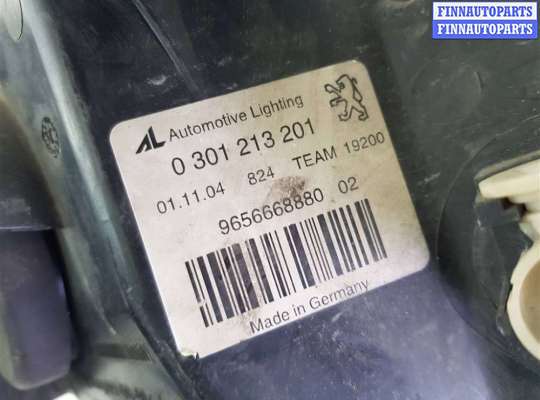 FINNAUTOPARTS
FINNAUTOPARTS
AL Automotive Lighting
0 301 213 201
01.11.04 824 TEAM 19200
9656668880 02
Made in Germany